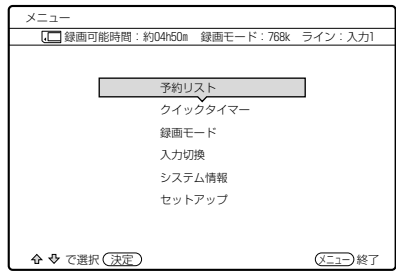 メニュー
録画可能時間：約04h50m 録画モード：768k ライン：入力1
予約リスト
クイックタイマー
録画モード
入力切換
システム情報
セットアップ
で選択 決定 メニュー 終了